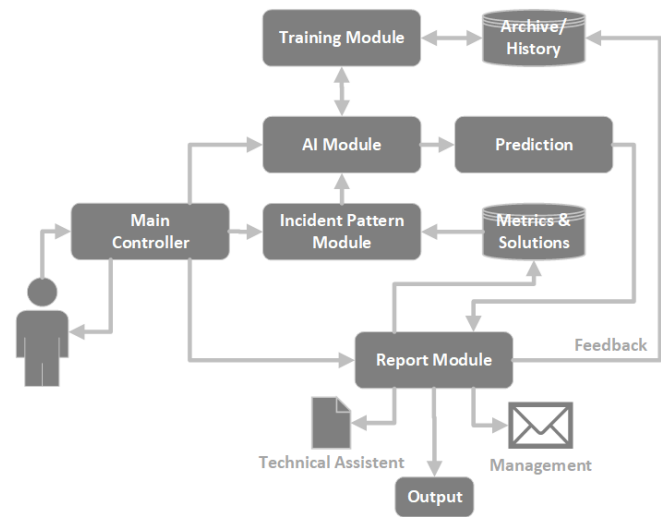 Training Module
Archive/
History
AI Module
Prediction
Main
Controller
Incident Pattern
Module
Metrics &
Solutions
Report Module
Feedback
Technical Assistent
Management
Output